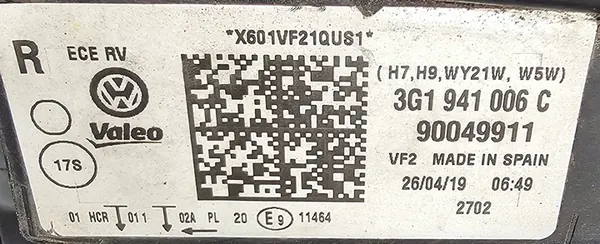 *X601VF21QUS1*
R ECE RV
(H7,H9,WY21W, W5W)
Valeo
3G1 941 006 C
90049911
17S
VF2 MADE IN SPAIN
26/04/19 06:49
2702
01 HCR 011 02A PL 20 E9 11464